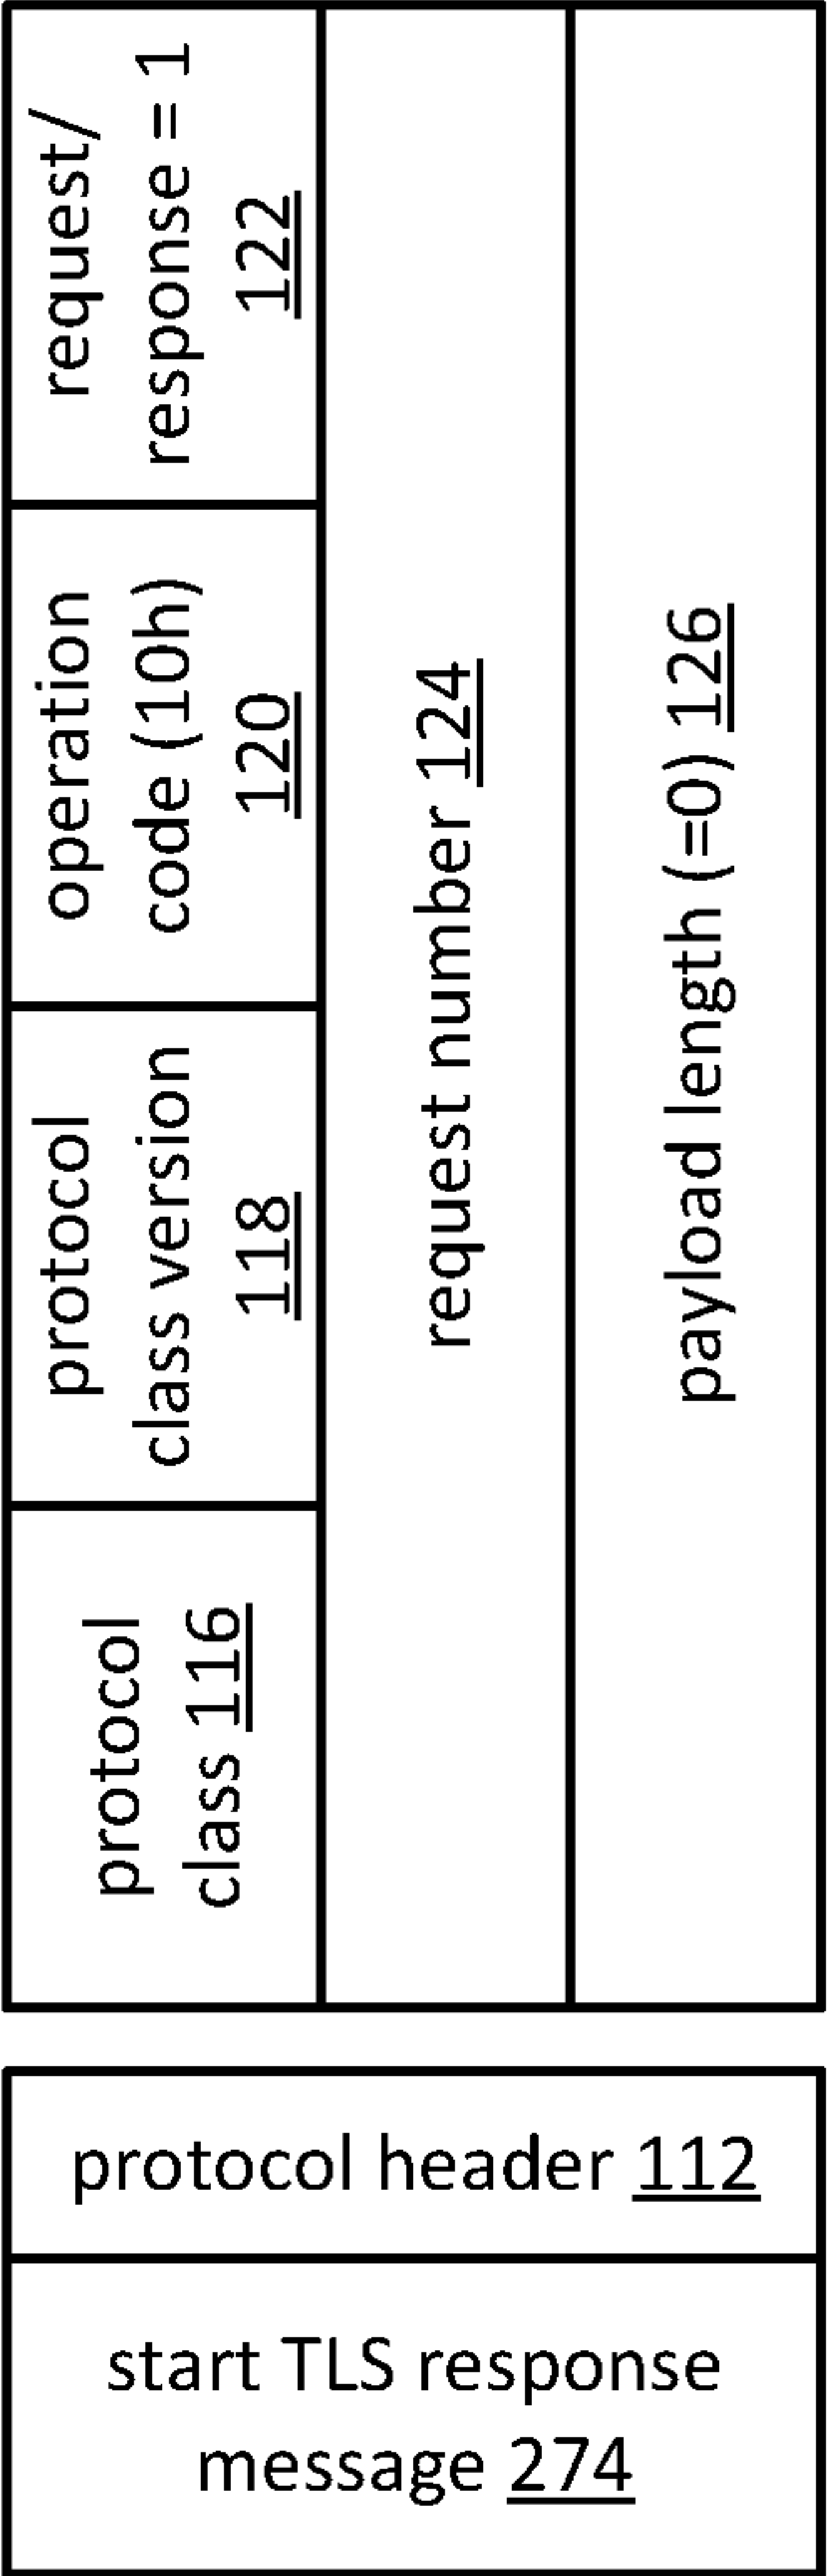 protocol
class 116
protocol
class version
118
operation
code (10h)
120
request/
response = 1
122
request number 124
payload length (=0) 126
protocol header 112
start TLS response
message 274